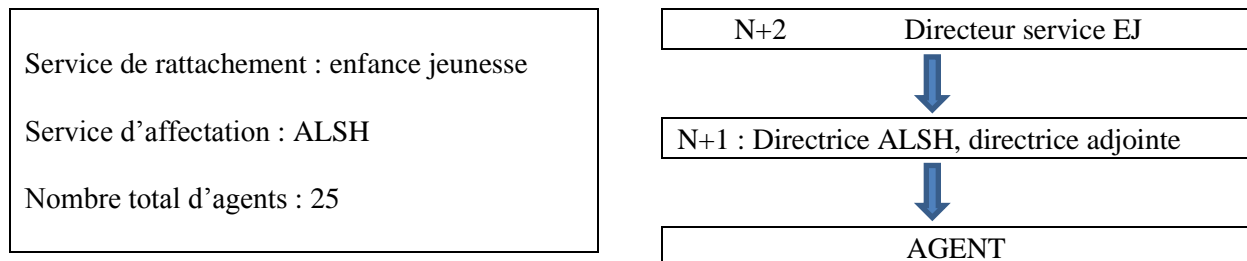 Service de rattachement : enfance jeunesse
Service d’affectation : ALSH
Nombre total d’agents : 25
N+2 Directeur service EJ
N+1 : Directrice ALSH, directrice adjointe
AGENT